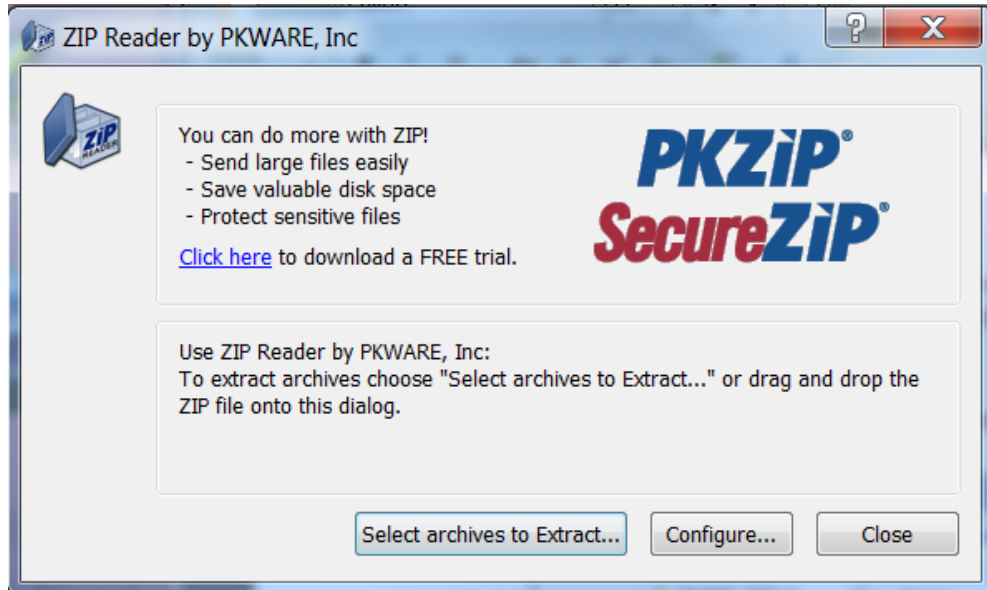 ZIP Reader by PKWARE, Inc
ZIP
READER
You can do more with ZIP!
- Send large files easily
- Save valuable disk space
- Protect sensitive files
Click here to download a FREE trial.
PKZìP®
SecureZìP®
Use ZIP Reader by PKWARE, Inc:
To extract archives choose "Select archives to Extract..." or drag and drop the
ZIP file onto this dialog.
Select archives to Extract...
Configure...
Close